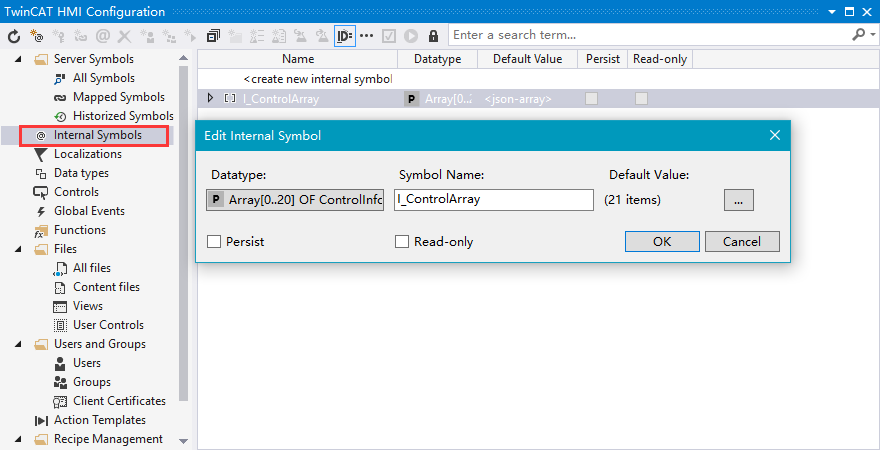 TwinCAT HMI Configuration
ID= Enter a search term...
Server Symbols
All Symbols
Mapped Symbols
Historized Symbols
Internal Symbols
Localizations
Data types
Controls
Global Events
Functions
Files
All files
Content files
Views
User Controls
Users and Groups
Users
Groups
Client Certificates
Action Templates
Recipe Management
Name Datatype Default Value Persist Read-only
<create new internal symbol
[ ] I_ControlArray P Array[0.. <json-array>
Edit Internal Symbol
Datatype: Symbol Name: Default Value:
P Array[0..20] OF ControlInfo I_ControlArray (21 items) ...
Persist Read-only OK Cancel